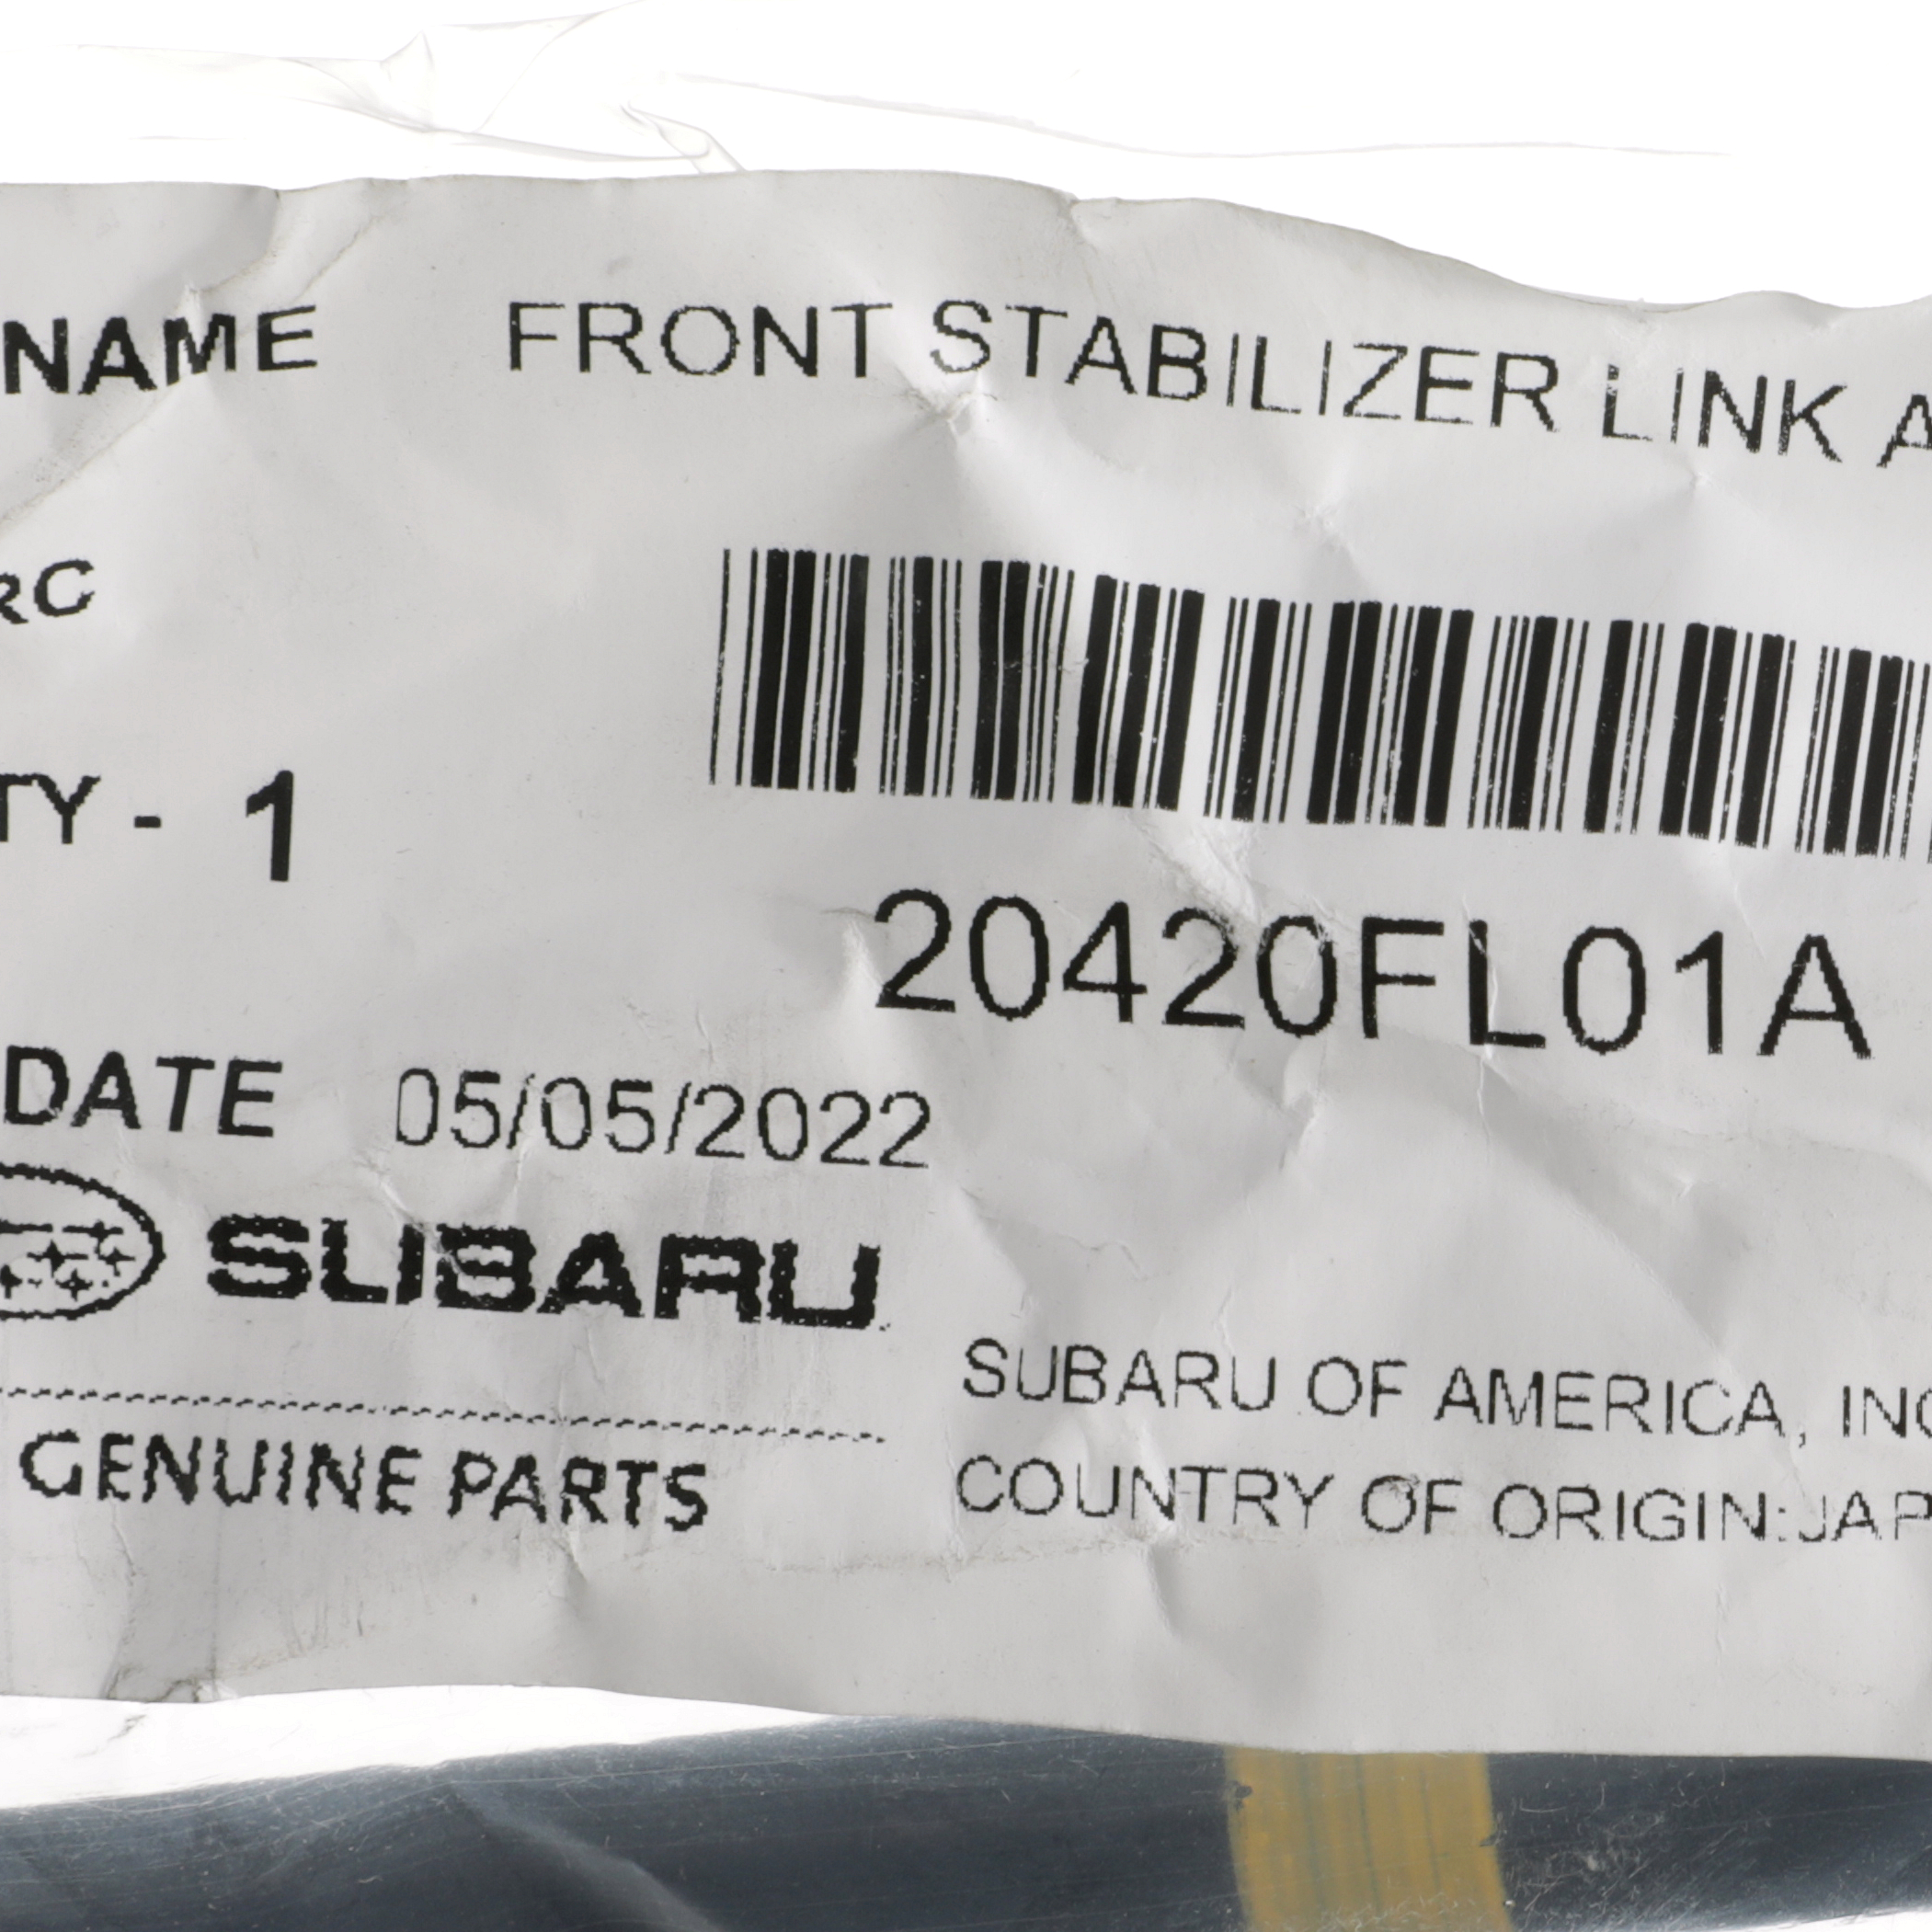 NAME FRONT STABILIZER LINK A
RC
TY - 1
20420FL01A
DATE 05/05/2022
SUBARU
GENUINE PARTS
SUBARU OF AMERICA, INC
COUNTRY OF ORIGIN:JAP